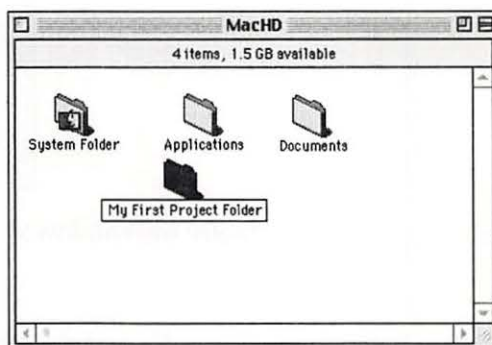 MacHD
4 items, 1.5 GB available
System Folder
Applications
Documents
My First Project Folder